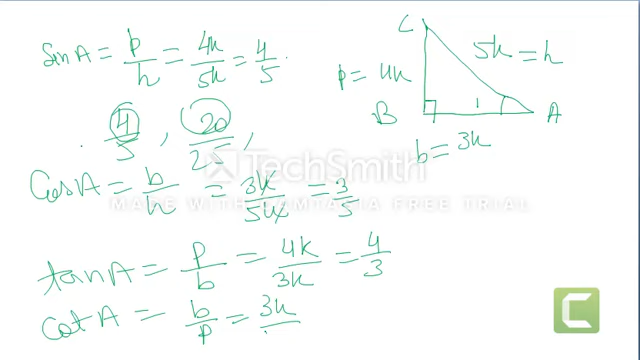 sin A = p/h = 4k/5k = 4/5.
C
5k = h
p = 4k
B
A
b = 3k
4/5, 20/25,
TechSmith
Cos A = b/h = 3k/5k = 3/5
MADE WITH CAMTASIA FREE TRIAL
tan A = p/b = 4k/3k = 4/3
cot A = b/p = 3k/
C